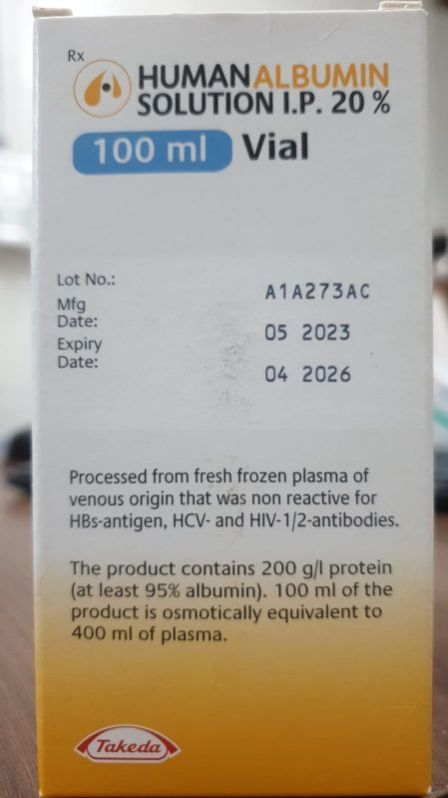 Rx
HUMAN ALBUMIN
SOLUTION I.P. 20 %
100 ml Vial
Lot No.: A1A273AC
Mfg
Date: 05 2023
Expiry
Date: 04 2026
Processed from fresh frozen plasma of
venous origin that was non reactive for
HBs-antigen, HCV- and HIV-1/2-antibodies.
The product contains 200 g/l protein
(at least 95% albumin). 100 ml of the
product is osmotically equivalent to
400 ml of plasma.
Takeda